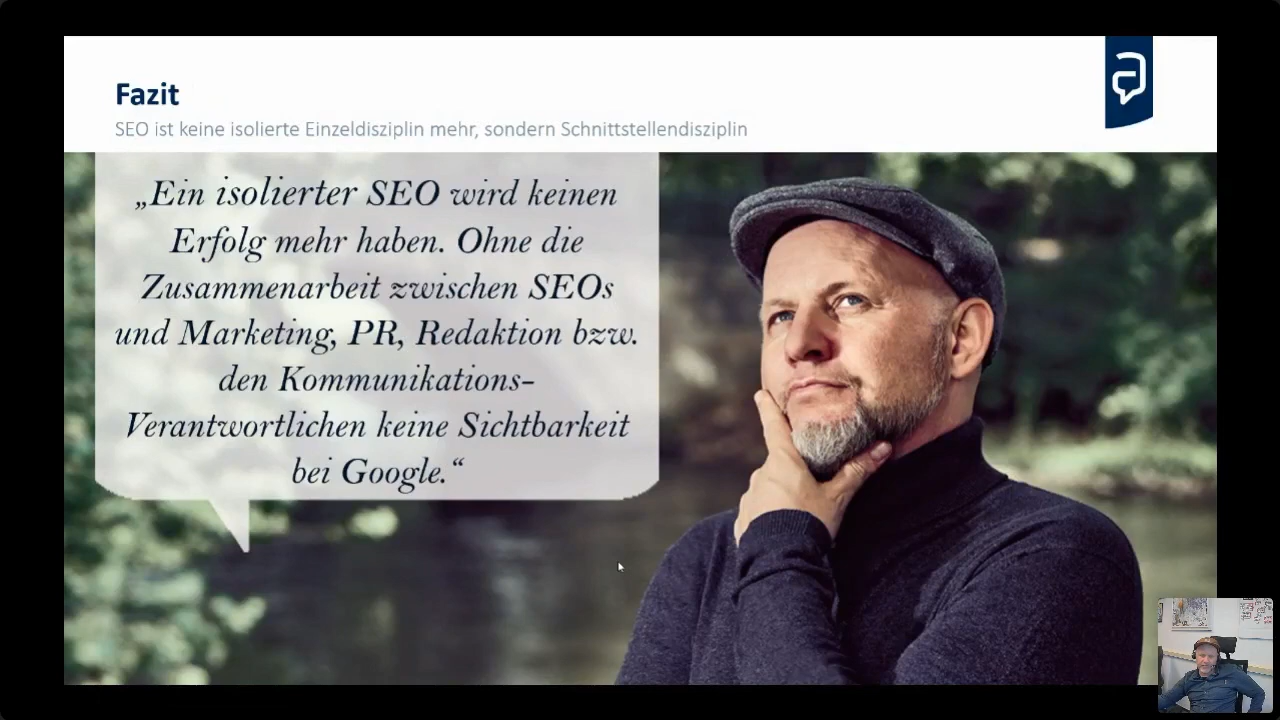 Fazit
SEO ist keine isolierte Einzeldisziplin mehr, sondern Schnittstellendisziplin
„Ein isolierter SEO wird keinen
Erfolg mehr haben. Ohne die
Zusammenarbeit zwischen SEOs
und Marketing, PR, Redaktion bzw.
den Kommunikations-
Verantwortlichen keine Sichtbarkeit
bei Google.“